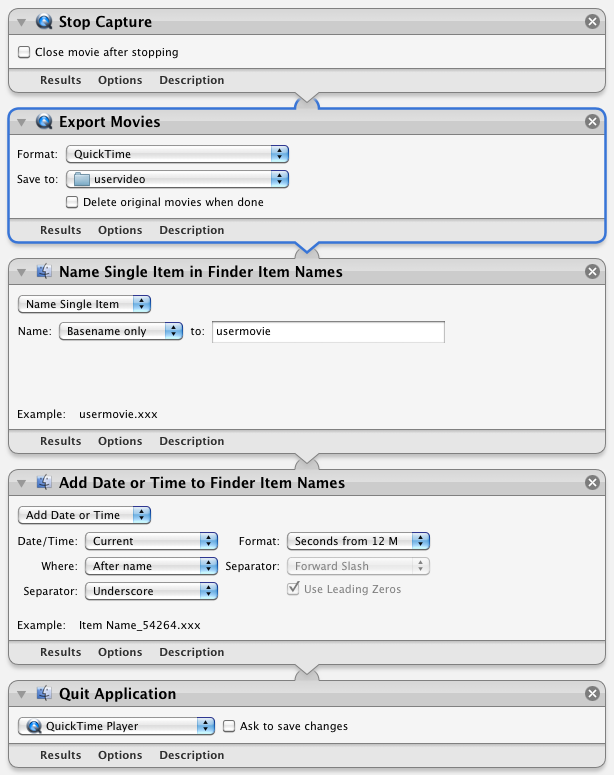 Stop Capture
Close movie after stopping
Results Options Description
Export Movies
Format: QuickTime
Save to: uservideo
Delete original movies when done
Results Options Description
Name Single Item in Finder Item Names
Name Single Item
Name: Basename only to: usermovie
Example: usermovie.xxx
Results Options Description
Add Date or Time to Finder Item Names
Add Date or Time
Date/Time: Current Format: Seconds from 12 M
Where: After name Separator: Forward Slash
Separator: Underscore Use Leading Zeros
Example: Item Name_54264.xxx
Results Options Description
Quit Application
QuickTime Player Ask to save changes
Results Options Description